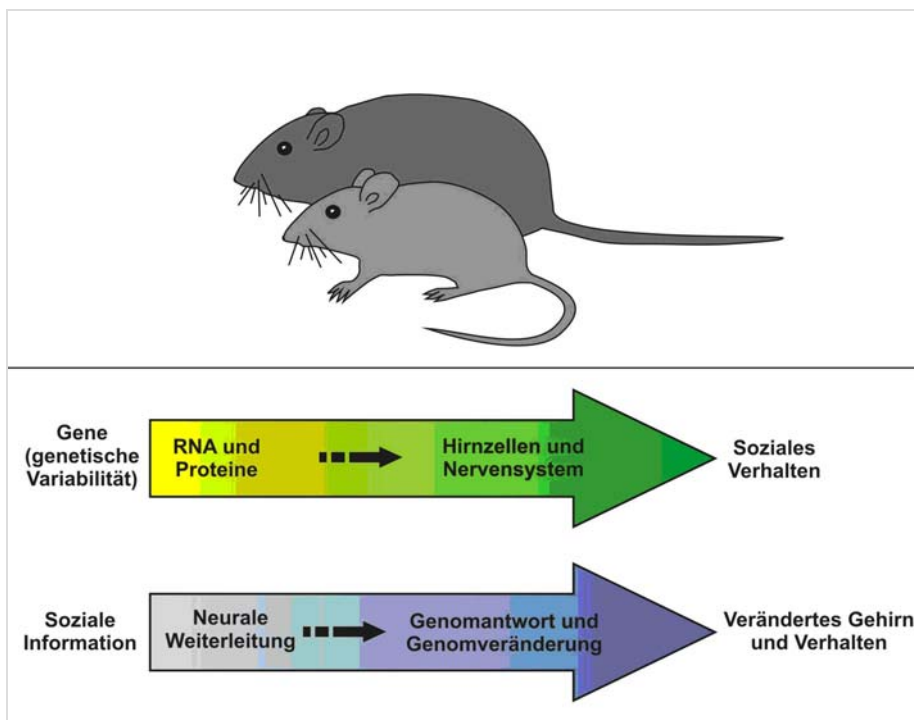 Gene
(genetische
Variabilität)
RNA und
Proteine
Hirnzellen und
Nervensystem
Soziales
Verhalten
Soziale
Information
Neurale
Weiterleitung
Genomantwort und
Genomveränderung
Verändertes Gehirn
und Verhalten